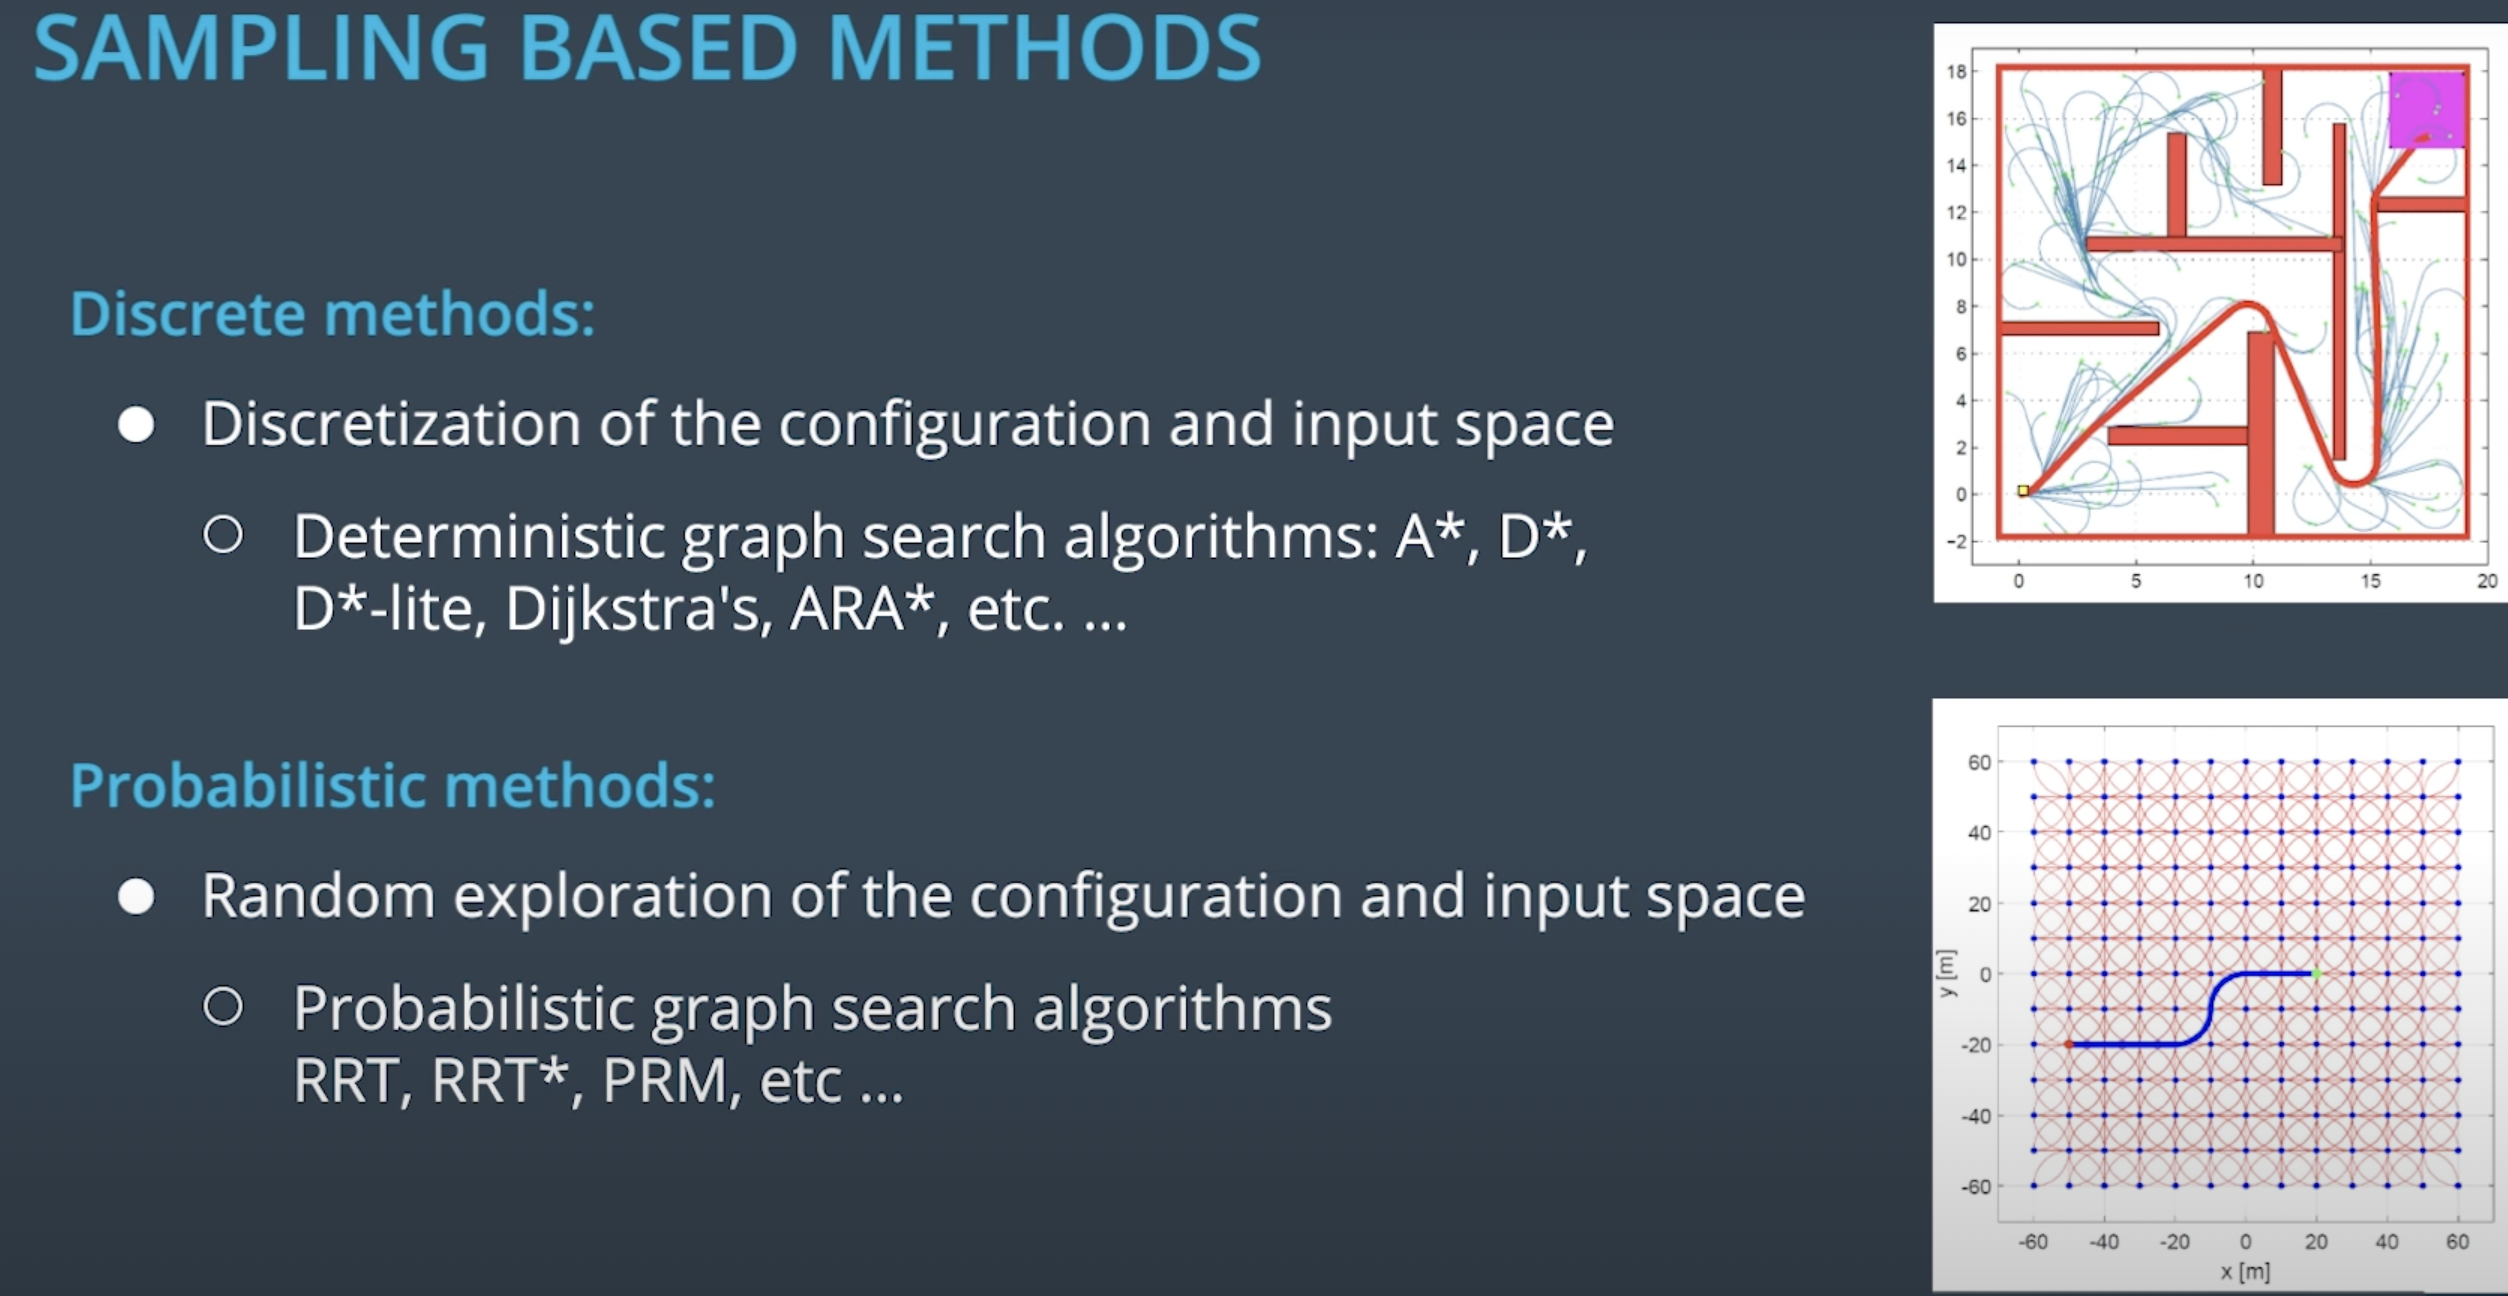 SAMPLING BASED METHODS
Discrete methods:
Discretization of the configuration and input space
Deterministic graph search algorithms: A*, D*,
D*-lite, Dijkstra's, ARA*, etc. ...
Probabilistic methods:
Random exploration of the configuration and input space
Probabilistic graph search algorithms
RRT, RRT*, PRM, etc ...
18
16
14
12
10
8
6
4
2
0
-2
0 5 10 15 20
60
40
20
0
-20
-40
-60
y [m]
-60 -40 -20 0 20 40 60
x [m]